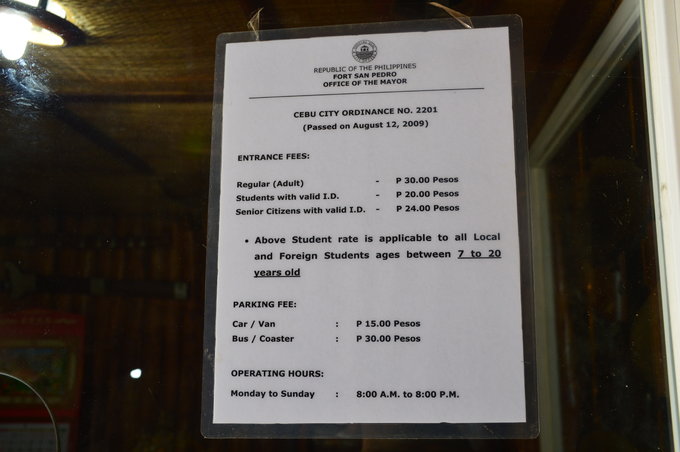 REPUBLIC OF THE PHILIPPINES
FORT SAN PEDRO
OFFICE OF THE MAYOR
CEBU CITY ORDINANCE NO. 2201
(Passed on August 12, 2009)
ENTRANCE FEES:
Regular (Adult) - P 30.00 Pesos
Students with valid I.D. - P 20.00 Pesos
Senior Citizens with valid I.D. - P 24.00 Pesos
• Above Student rate is applicable to all Local
and Foreign Students ages between 7 to 20
years old
PARKING FEE:
Car / Van : P 15.00 Pesos
Bus / Coaster : P 30.00 Pesos
OPERATING HOURS:
Monday to Sunday : 8:00 A.M. to 8:00 P.M.